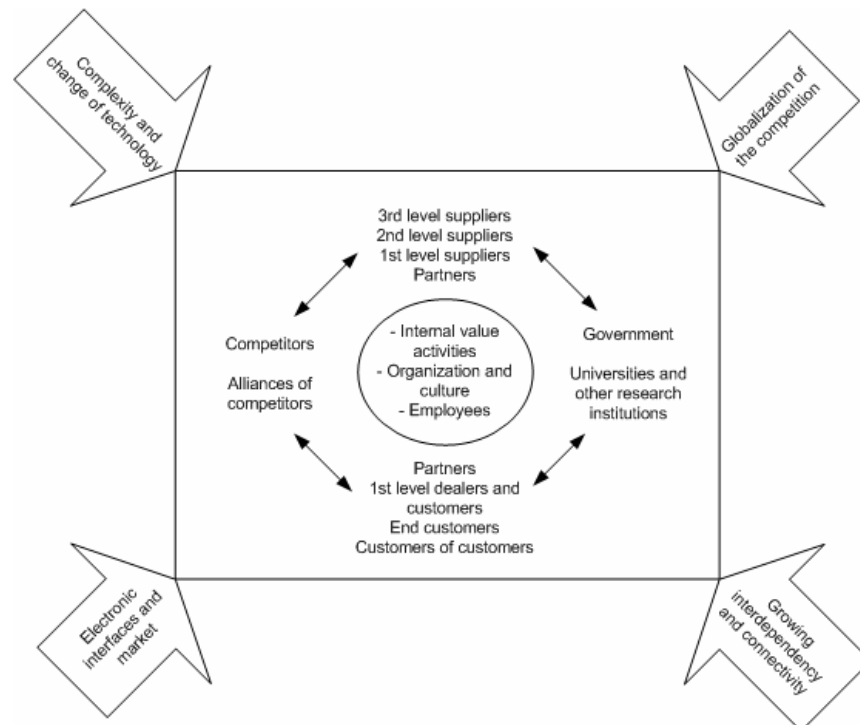 Complexity and
change of technology
Globalization of
the competition
3rd level suppliers
2nd level suppliers
1st level suppliers
Partners
Competitors
Alliances of
competitors
- Internal value
activities
- Organization and
culture
- Employees
Government
Universities and
other research
institutions
Partners
1st level dealers and
customers
End customers
Customers of customers
Electronic
interfaces and
market
Growing
interdependency
and connectivity